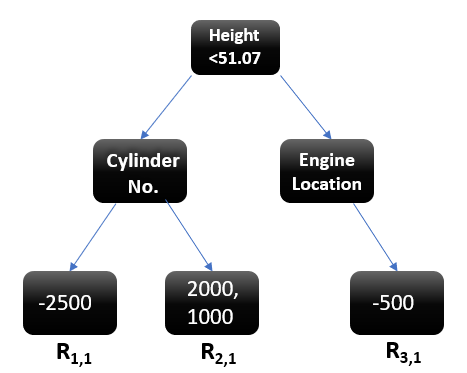 Height
<51.07
Cylinder
No.
Engine
Location
-2500
2000,
1000
-500
R1,1
R2,1
R3,1